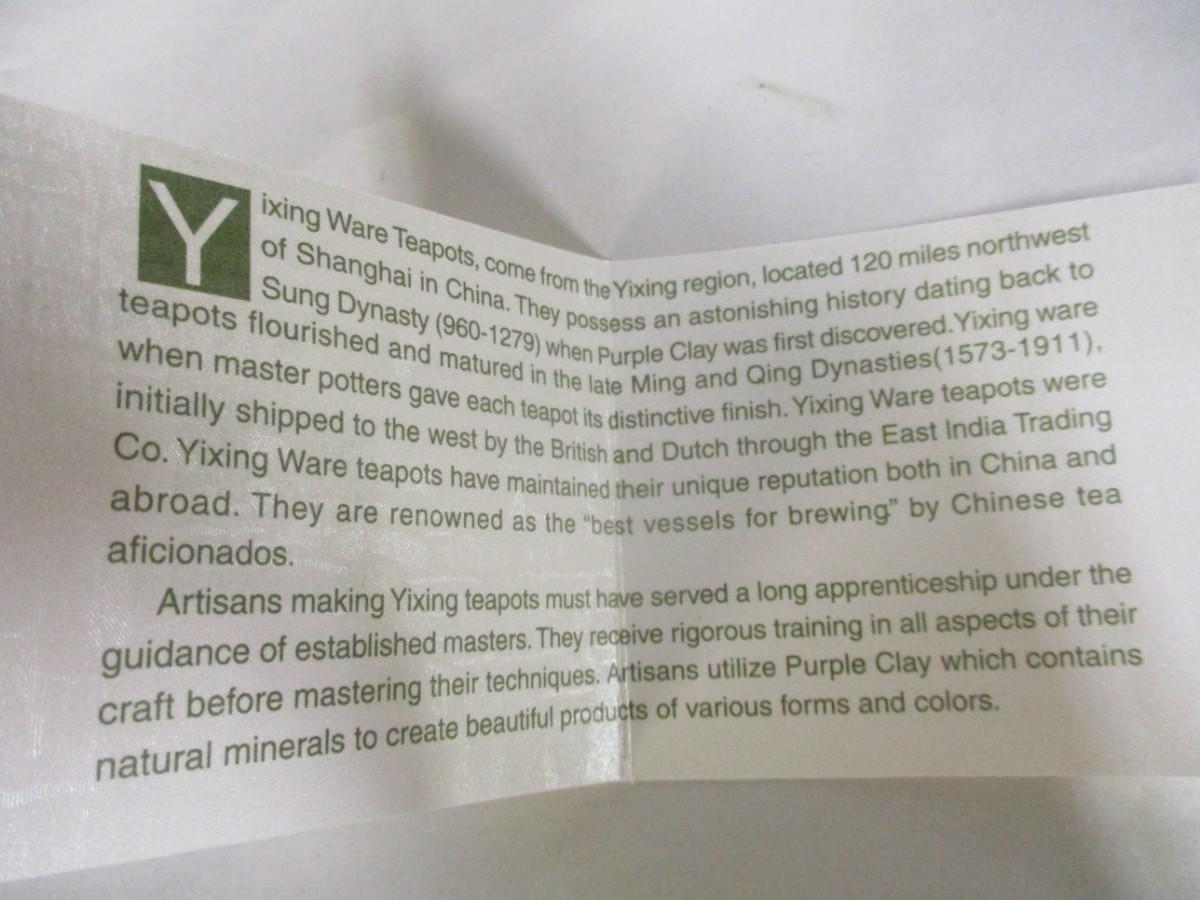 Yixing Ware Teapots, come from the Yixing region, located 120 miles northwest
of Shanghai in China. They possess an astonishing history dating back to
Sung Dynasty (960-1279) when Purple Clay was first discovered.Yixing ware
teapots flourished and matured in the late Ming and Qing Dynasties(1573-1911),
when master potters gave each teapot its distinctive finish. Yixing Ware teapots were
initially shipped to the west by the British and Dutch through the East India Trading
Co. Yixing Ware teapots have maintained their unique reputation both in China and
abroad. They are renowned as the “best vessels for brewing” by Chinese tea
aficionados.
Artisans making Yixing teapots must have served a long apprenticeship under the
guidance of established masters. They receive rigorous training in all aspects of their
craft before mastering their techniques. Artisans utilize Purple Clay which contains
natural minerals to create beautiful products of various forms and colors.